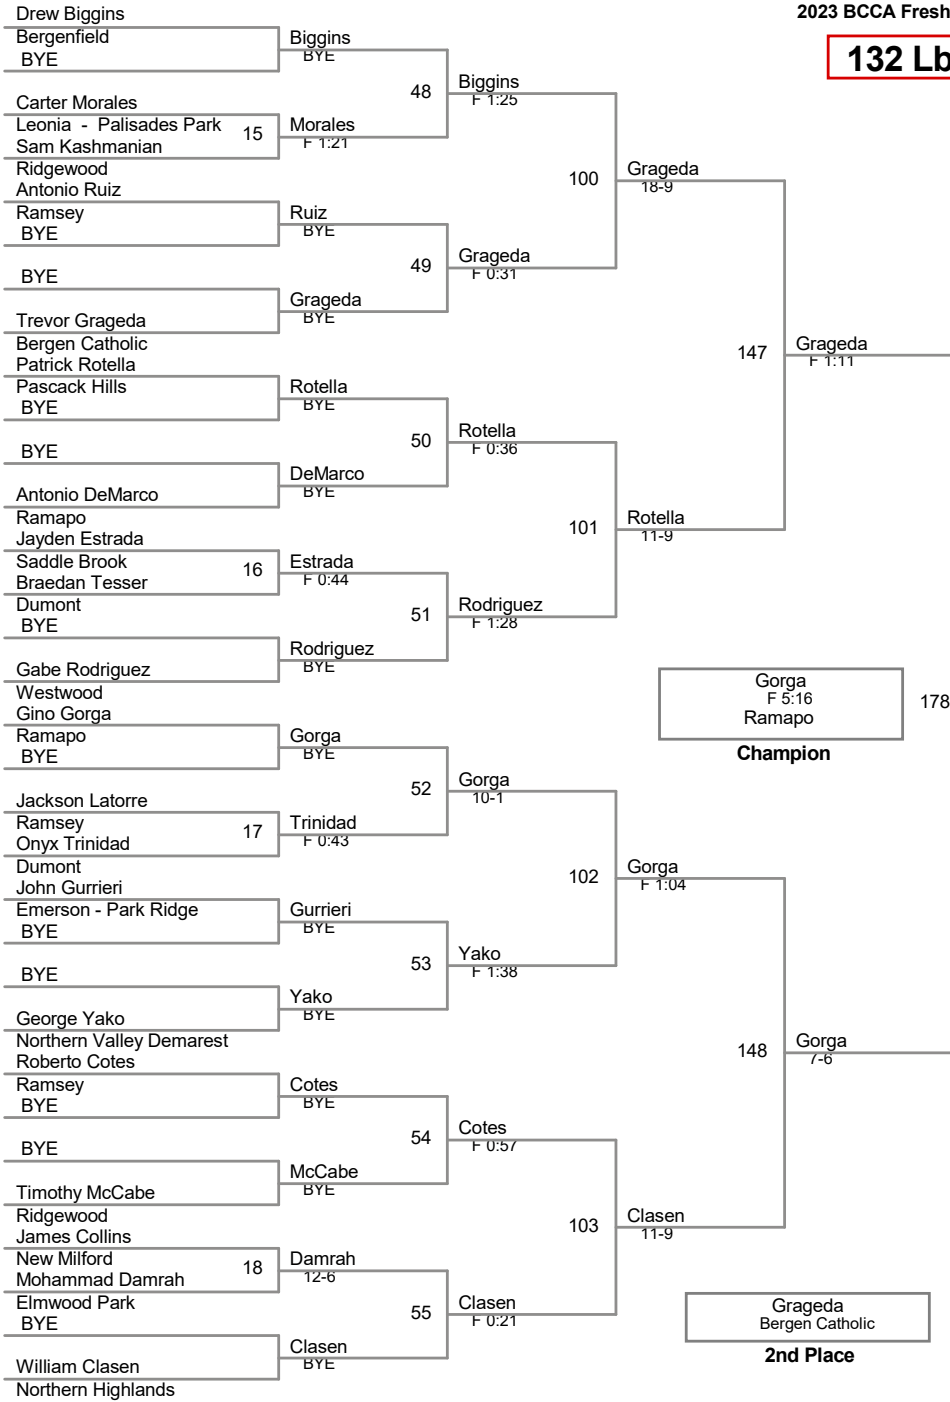 2023 BCCA Fresh
132 Lb
Drew Biggins
Bergenfield
BYE
Carter Morales
Leonia - Palisades Park
15
Sam Kashmanian
Ridgewood
Antonio Ruiz
Ramsey
BYE
BYE
Trevor Grageda
Bergen Catholic
Patrick Rotella
Pascack Hills
BYE
BYE
Antonio DeMarco
Ramapo
Jayden Estrada
Saddle Brook
16
Braedan Tesser
Dumont
BYE
Gabe Rodriguez
Westwood
Gino Gorga
Ramapo
BYE
Jackson Latorre
Ramsey
17
Onyx Trinidad
Dumont
John Gurrieri
Emerson - Park Ridge
BYE
BYE
George Yako
Northern Valley Demarest
Roberto Cotes
Ramsey
BYE
BYE
Timothy McCabe
Ridgewood
James Collins
New Milford
18
Mohammad Damrah
Elmwood Park
BYE
William Clasen
Northern Highlands
Biggins
BYE
48
Morales
F 1:21
Ruiz
BYE
49
Grageda
BYE
Rotella
BYE
50
DeMarco
BYE
Estrada
F 0:44
51
Rodriguez
BYE
Gorga
BYE
52
Trinidad
F 0:43
Gurrieri
BYE
53
Yako
BYE
Cotes
BYE
54
McCabe
BYE
Damrah
12-6
55
Clasen
BYE
Biggins
F 1:25
100
Grageda
F 0:31
Rotella
F 0:36
101
Rodriguez
F 1:28
Gorga
10-1
102
Yako
F 1:38
Cotes
F 0:57
103
Clasen
F 0:21
Grageda
18-9
147
Rotella
11-9
Gorga
F 1:04
148
Clasen
11-9
Grageda
F 1:11
Gorga
7-6
Gorga
F 5:16
Ramapo
178
Champion
Grageda
Bergen Catholic
2nd Place